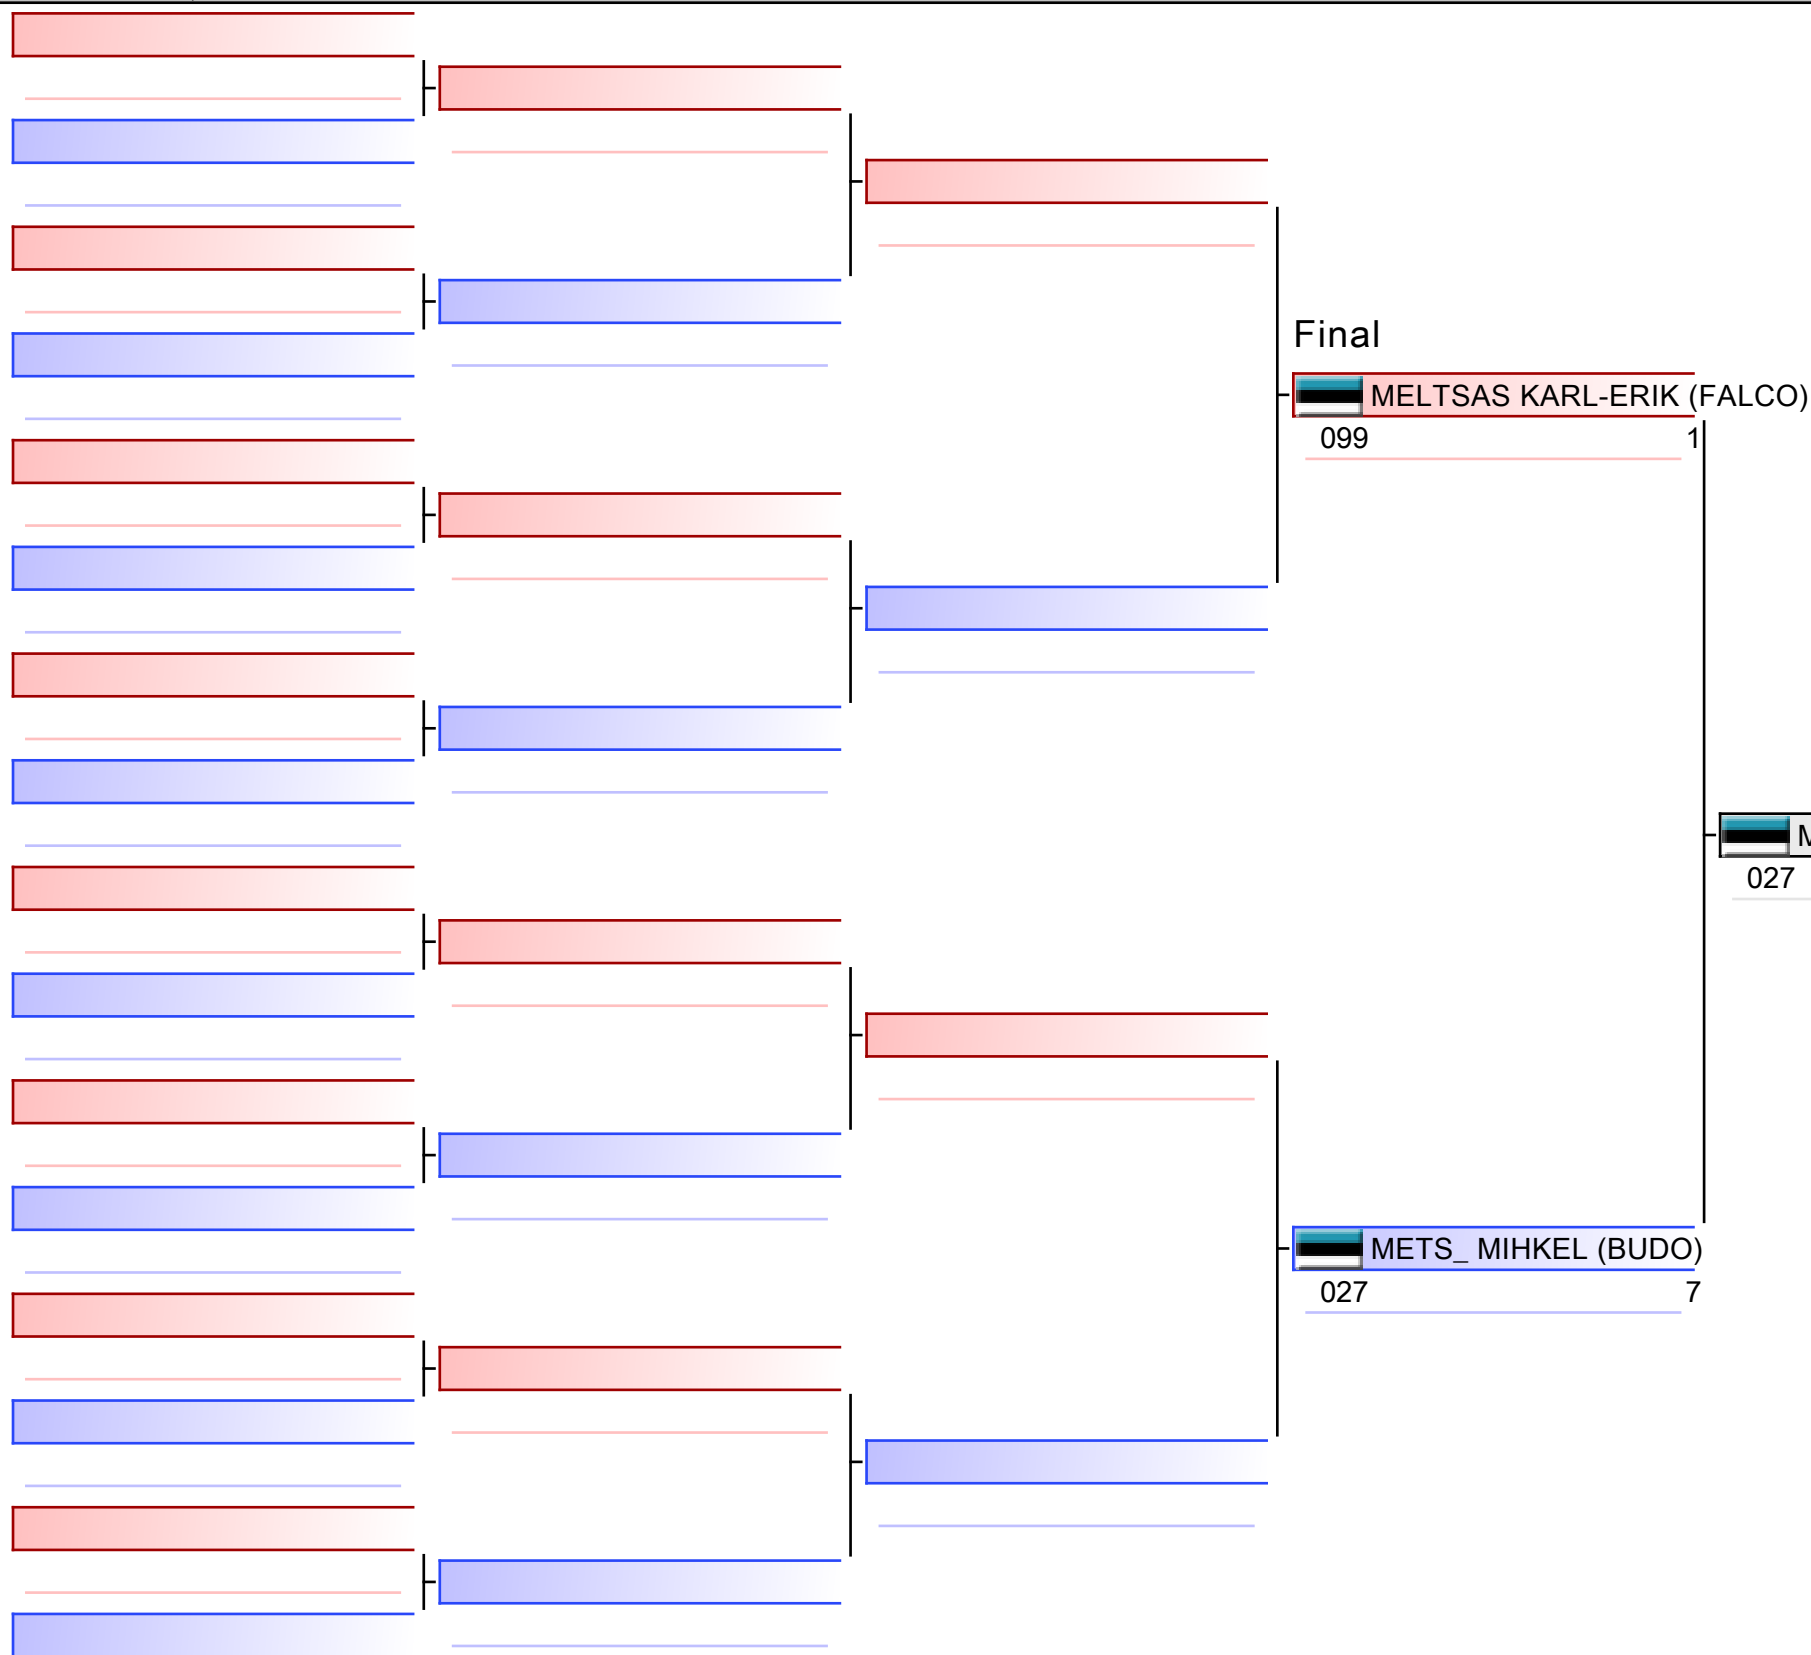 Final
MELTSAS KARL-ERIK (FALCO)
099 1
M
027
METS_ MIHKEL (BUDO)
027 7